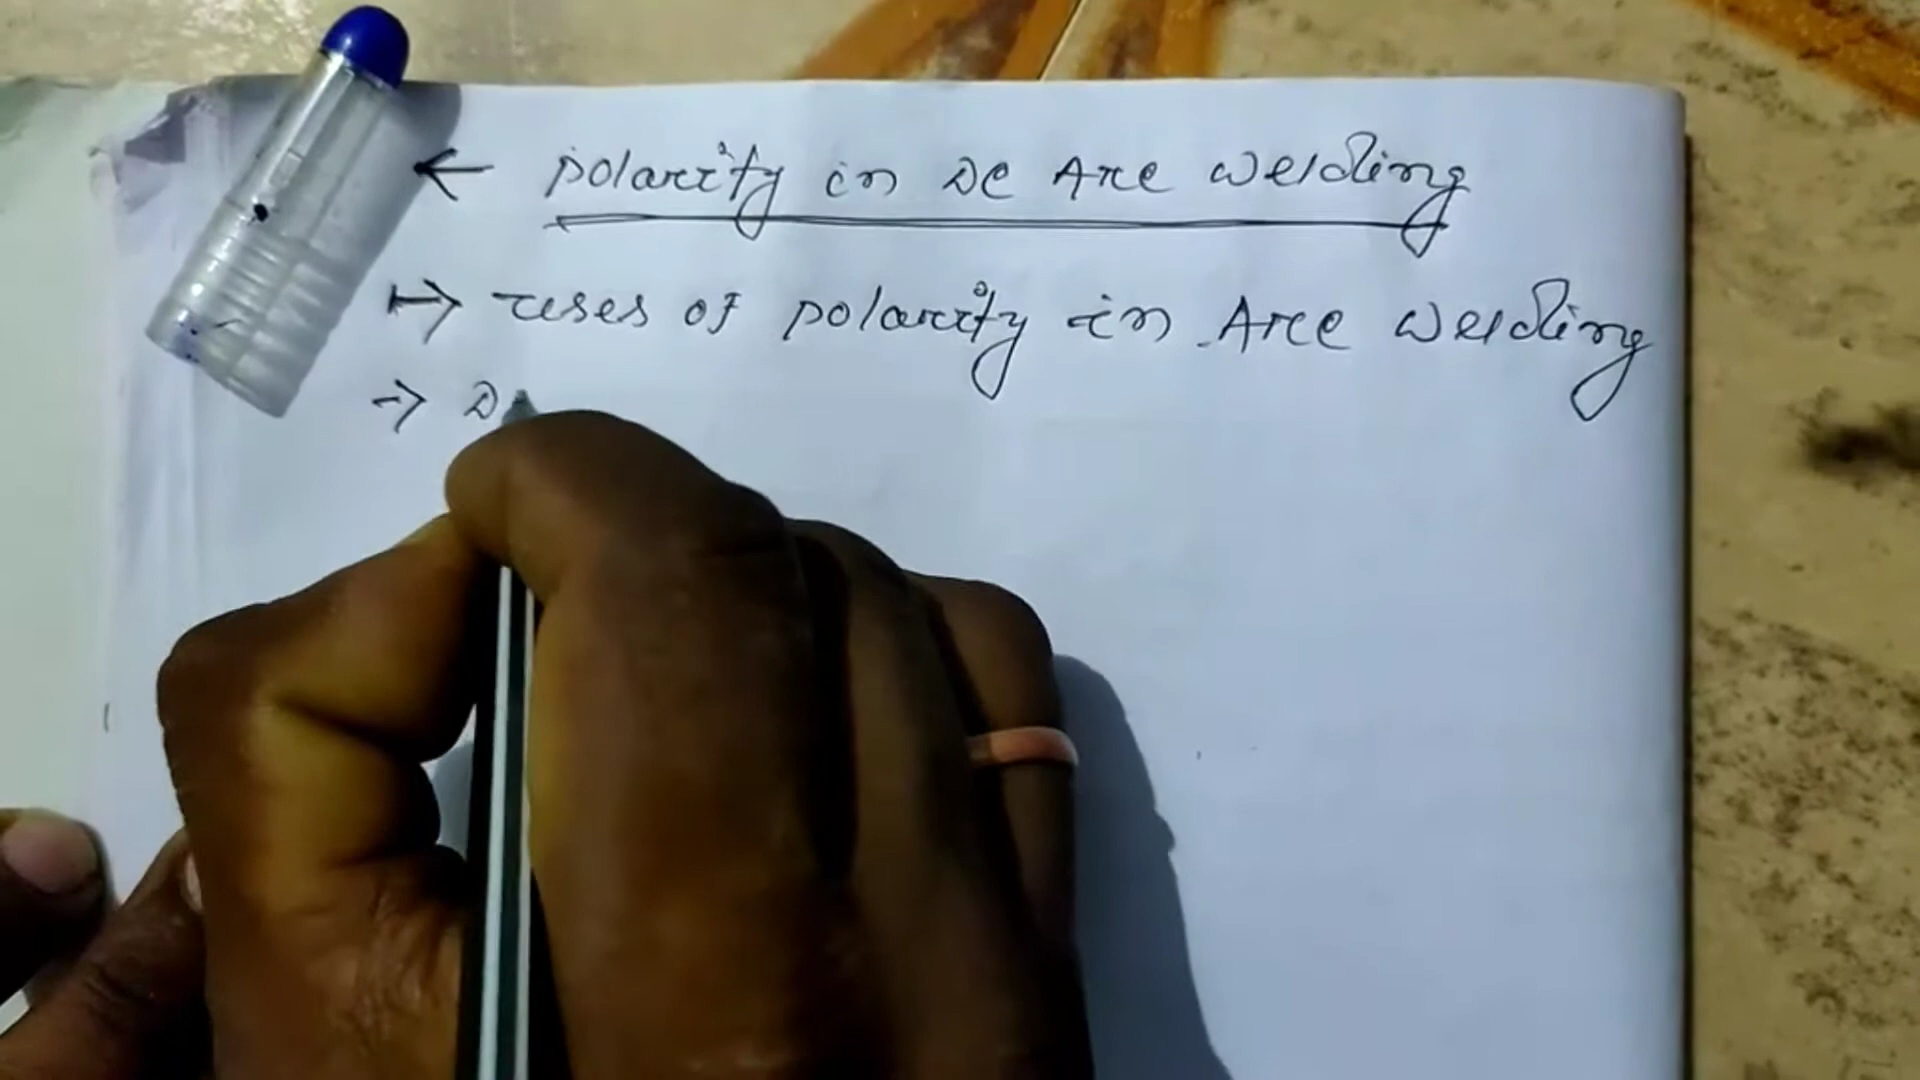 ← polarity in DC Arc welding
→ uses of polarity in Arc welding
→ D